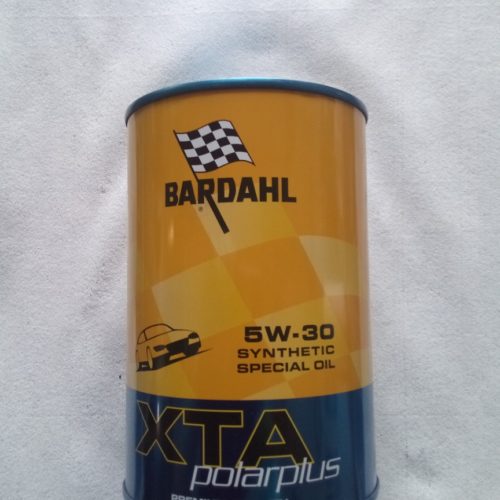 BARDAHL
®
5W-30
SYNTHETIC
SPECIAL OIL
XTA
polarplus